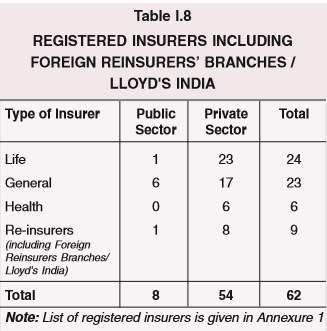 Table I.8
REGISTERED INSURERS INCLUDING
FOREIGN REINSURERS' BRANCHES /
LLOYD'S INDIA
Type of Insurer Public Sector Private Sector Total
Life 1 23 24
General 6 17 23
Health 0 6 6
Re-insurers 1 8 9
(including Foreign
Reinsurers Branches/
Lloyd's India)
Total 8 54 62
Note: List of registered insurers is given in Annexure 1